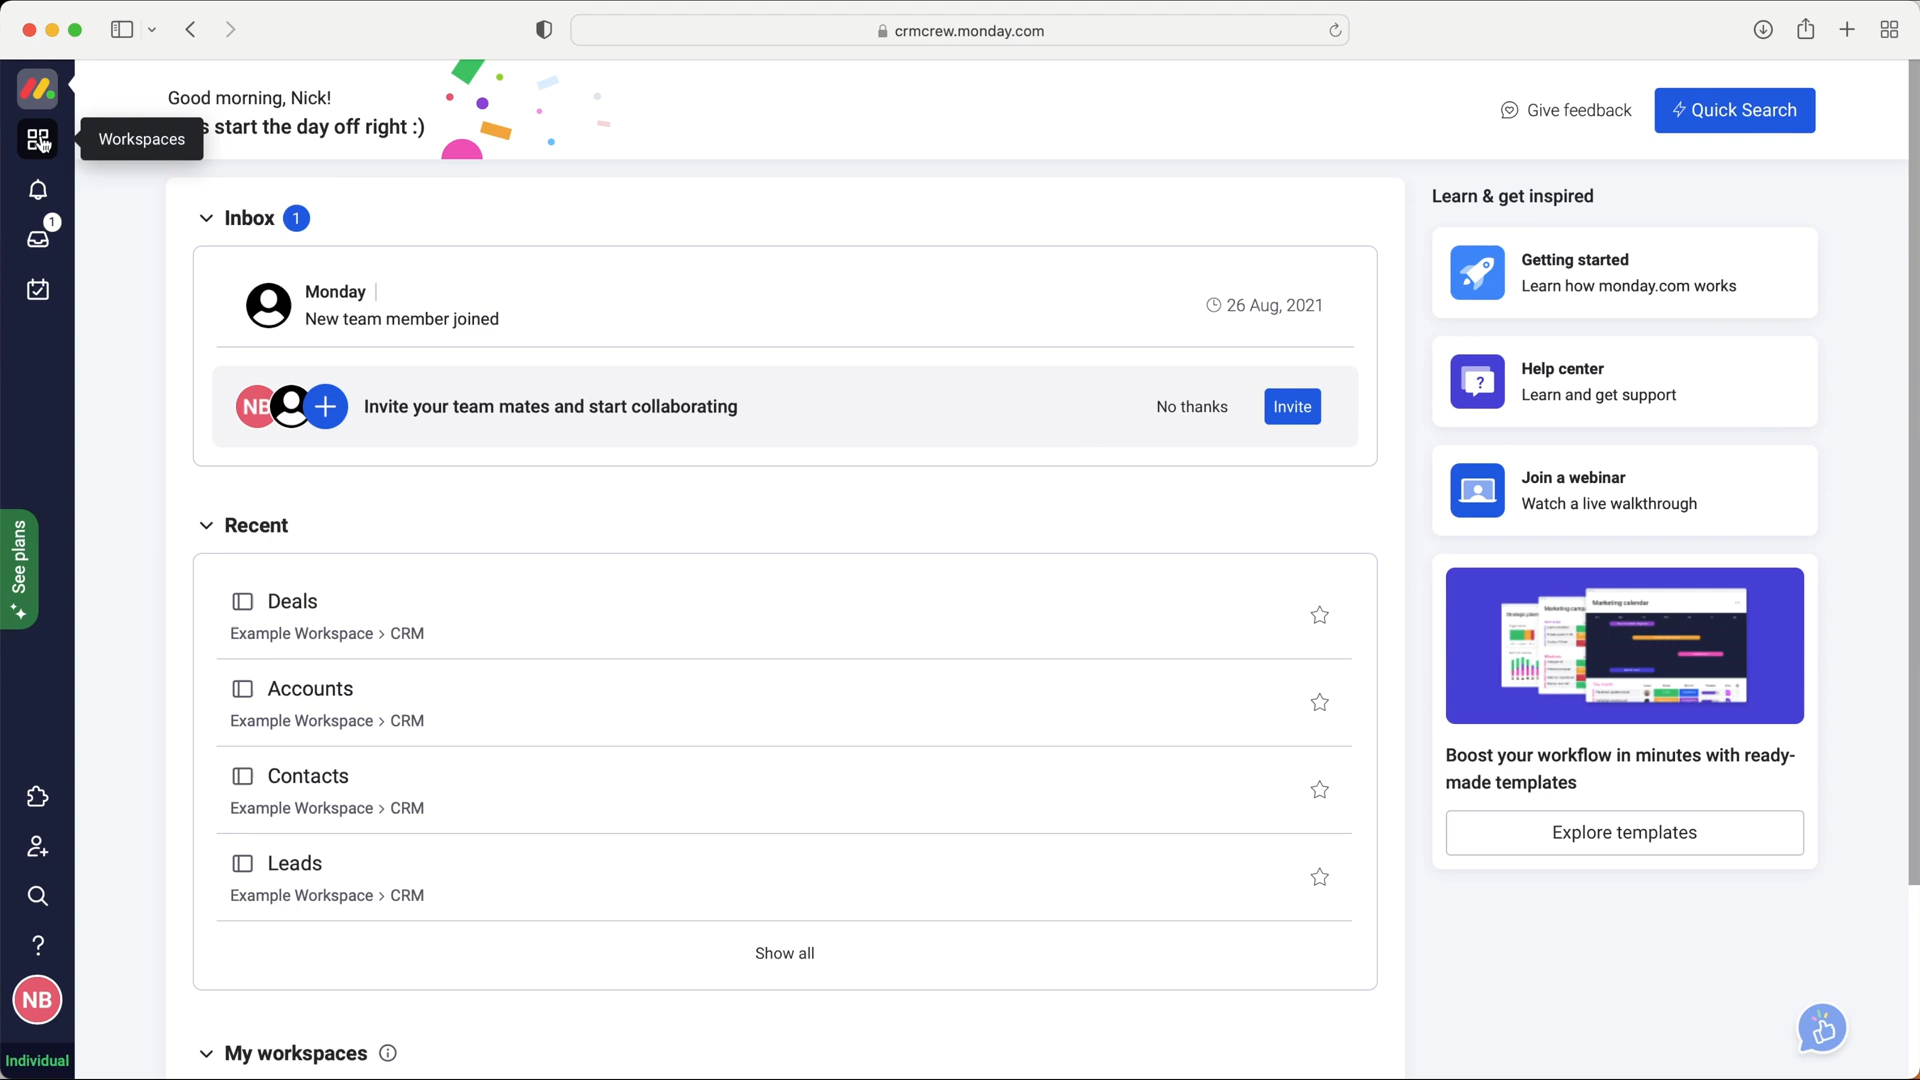 crmcrew.monday.com
Good morning, Nick!
s start the day off right :)
Workspaces
Give feedback
Quick Search
1
Inbox 1
Monday
New team member joined
26 Aug, 2021
NB
Invite your team mates and start collaborating
No thanks
Invite
Recent
Deals
Example Workspace > CRM
Accounts
Example Workspace > CRM
Contacts
Example Workspace > CRM
Leads
Example Workspace > CRM
Show all
My workspaces
Learn & get inspired
Getting started
Learn how monday.com works
Help center
Learn and get support
Join a webinar
Watch a live walkthrough
Marketing calendar
Boost your workflow in minutes with ready-
made templates
Explore templates
See plans
?
NB
Individual